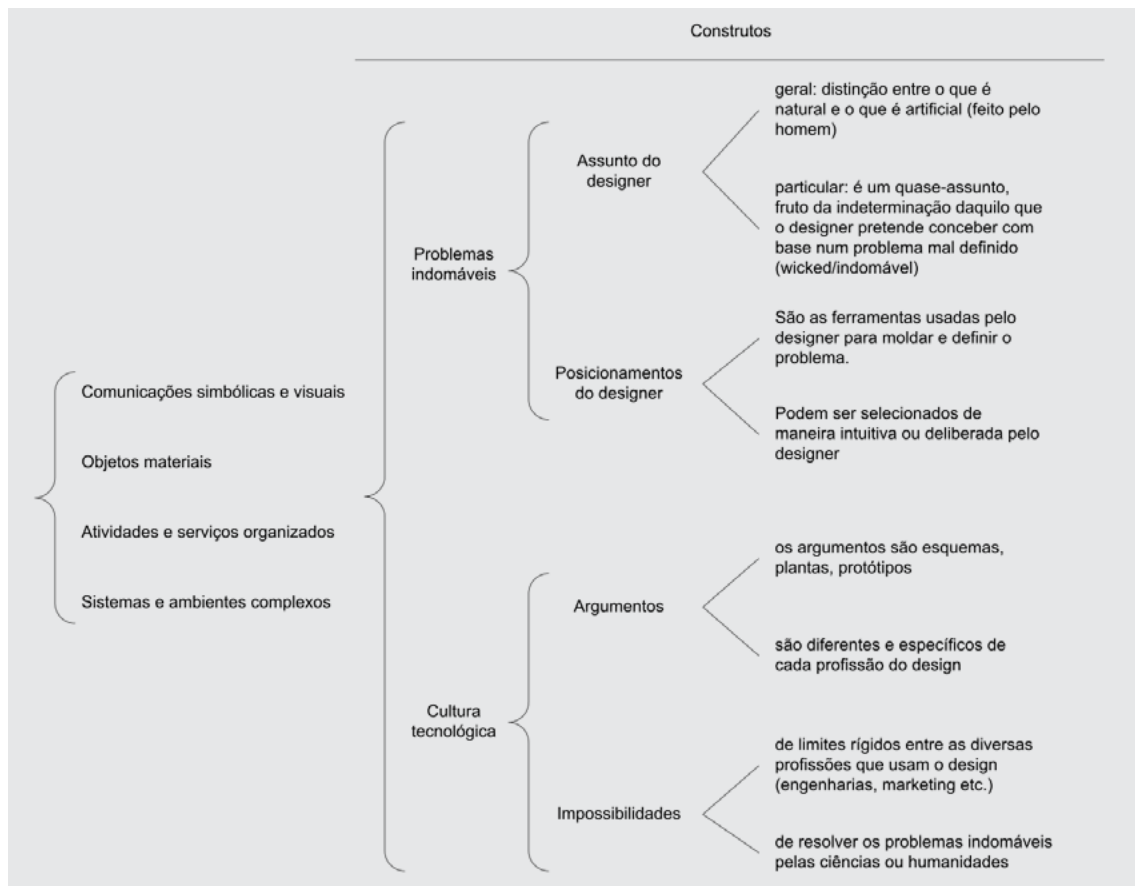 Construtos
Comunicações simbólicas e visuais
Objetos materiais
Atividades e serviços organizados
Sistemas e ambientes complexos
Problemas
indomáveis
Assunto do
designer
geral: distinção entre o que é
natural e o que é artificial (feito pelo
homem)
particular: é um quase-assunto,
fruto da indeterminação daquilo que
o designer pretende conceber com
base num problema mal definido
(wicked/indomável)
Posicionamentos
do designer
São as ferramentas usadas pelo
designer para moldar e definir o
problema.
Podem ser selecionados de
maneira intuitiva ou deliberada pelo
designer
Cultura
tecnológica
Argumentos
os argumentos são esquemas,
plantas, protótipos
são diferentes e específicos de
cada profissão do design
Impossibilidades
de limites rígidos entre as diversas
profissões que usam o design
(engenharias, marketing etc.)
de resolver os problemas indomáveis
pelas ciências ou humanidades